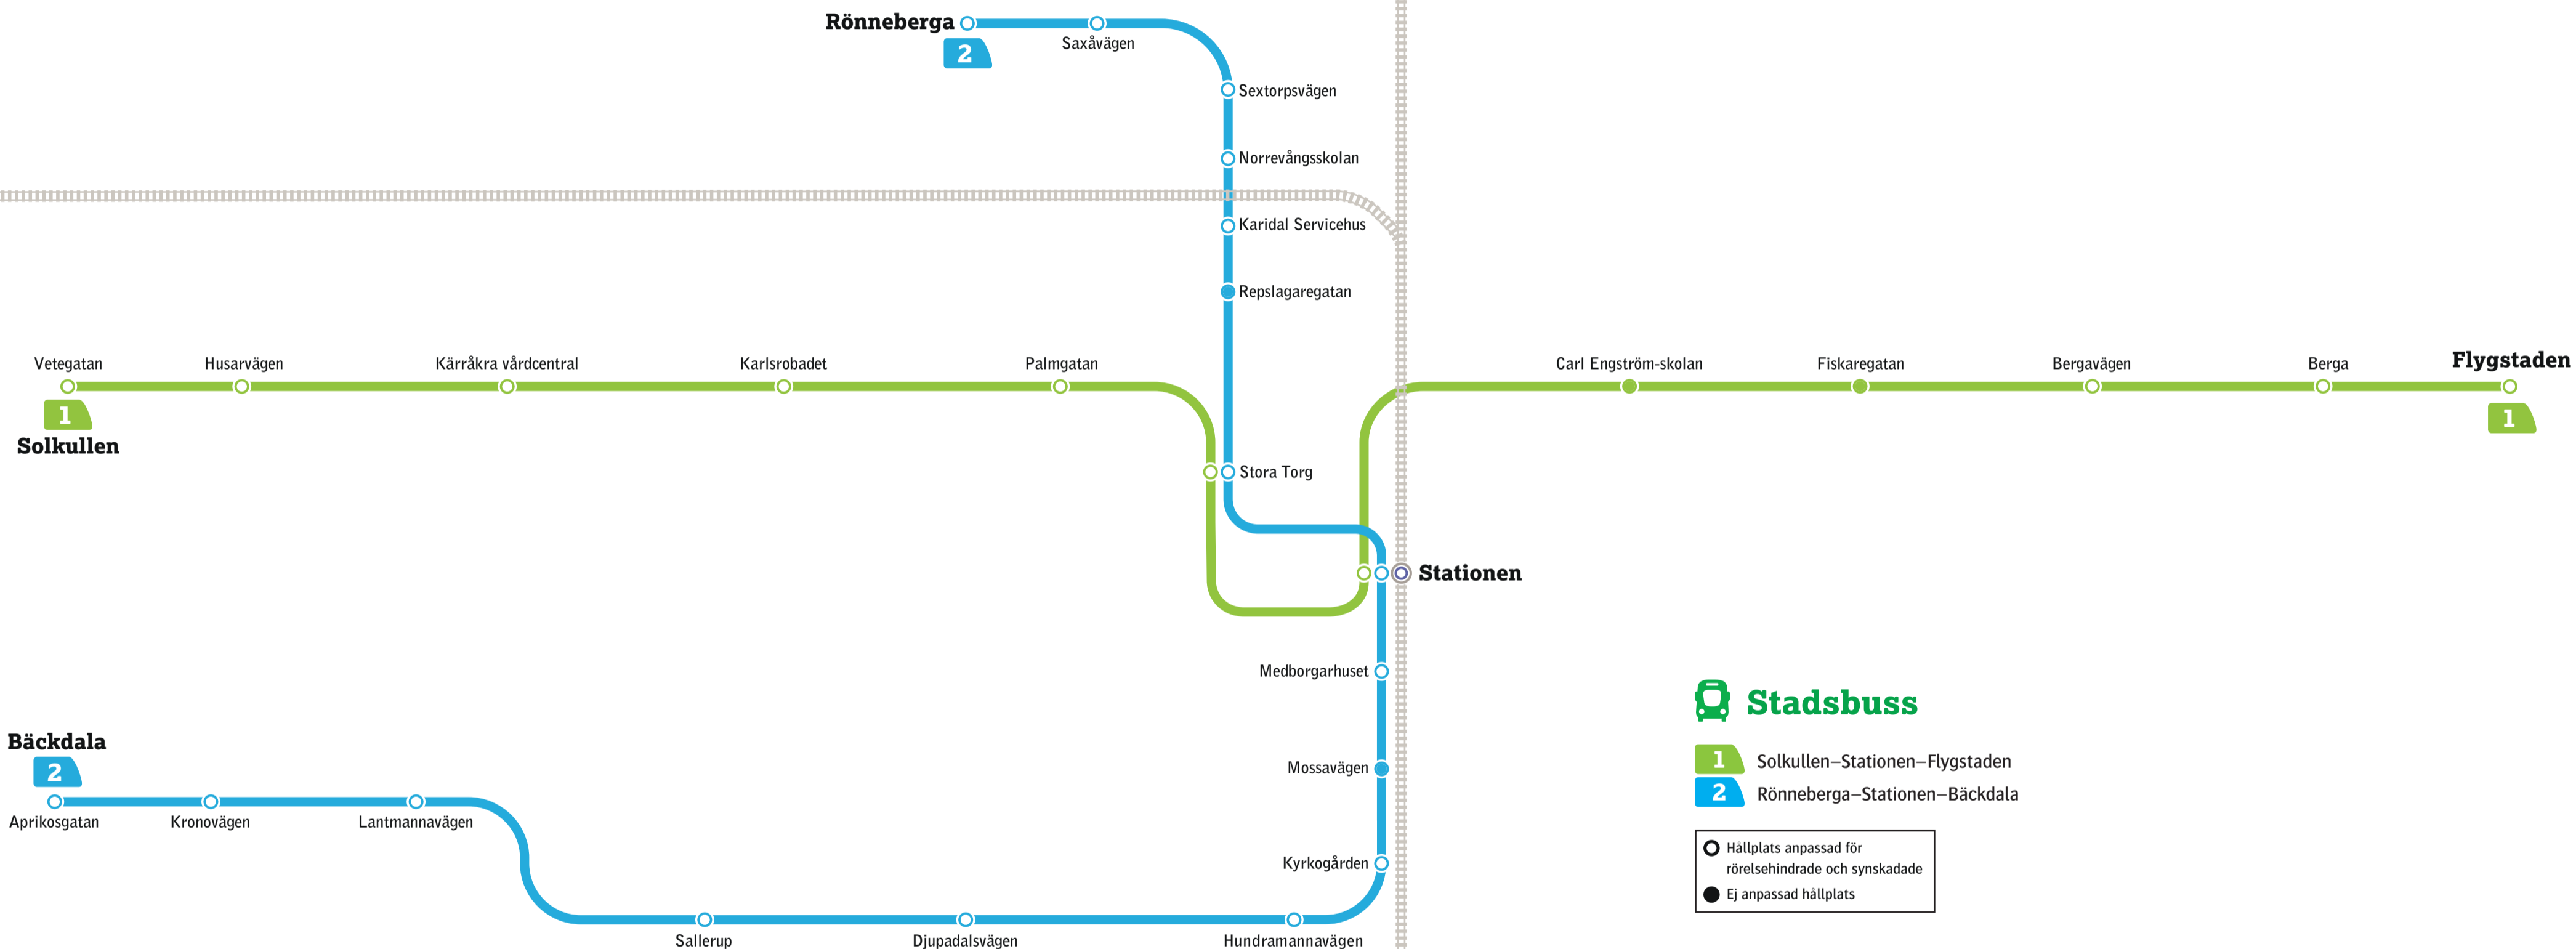 Rönneberga
2
Saxåvägen
Sextorpsvägen
Norrevångsskolan
Karidal Servicehus
Repslagaregatan
Vetegatan
Husarvägen
Kärråkra vårdcentral
Karlsrobadet
Palmgatan
Carl Engström-skolan
Fiskaregatan
Bergavägen
Berga
Flygstaden
1
Solkullen
1
Stora Torg
Stationen
Medborgarhuset
Mossavägen
Kyrkogården
Bäckdala
2
Aprikosgatan
Kronovägen
Lantmannavägen
Sallerup
Djupadalsvägen
Hundramannavägen
Stadsbuss
1 Solkullen–Stationen–Flygstaden
2 Rönneberga–Stationen–Bäckdala
Hållplats anpassad för
rörelsehindrade och synskadade
Ej anpassad hållplats